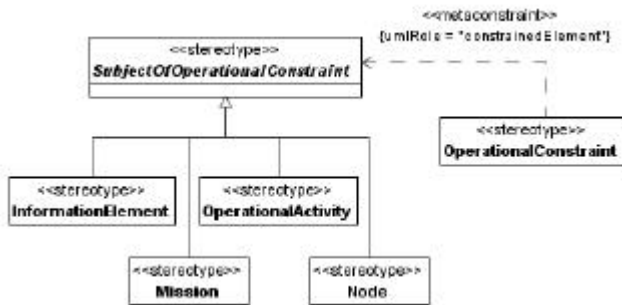 <<metaconstraint>>
{umlRole = "constrainedElement"}
<<stereotype>>
SubjectOfOperationalConstraint
<<stereotype>>
OperationalConstraint
<<stereotype>>
InformationElement
<<stereotype>>
OperationalActivity
<<stereotype>>
Mission
<<stereotype>>
Node